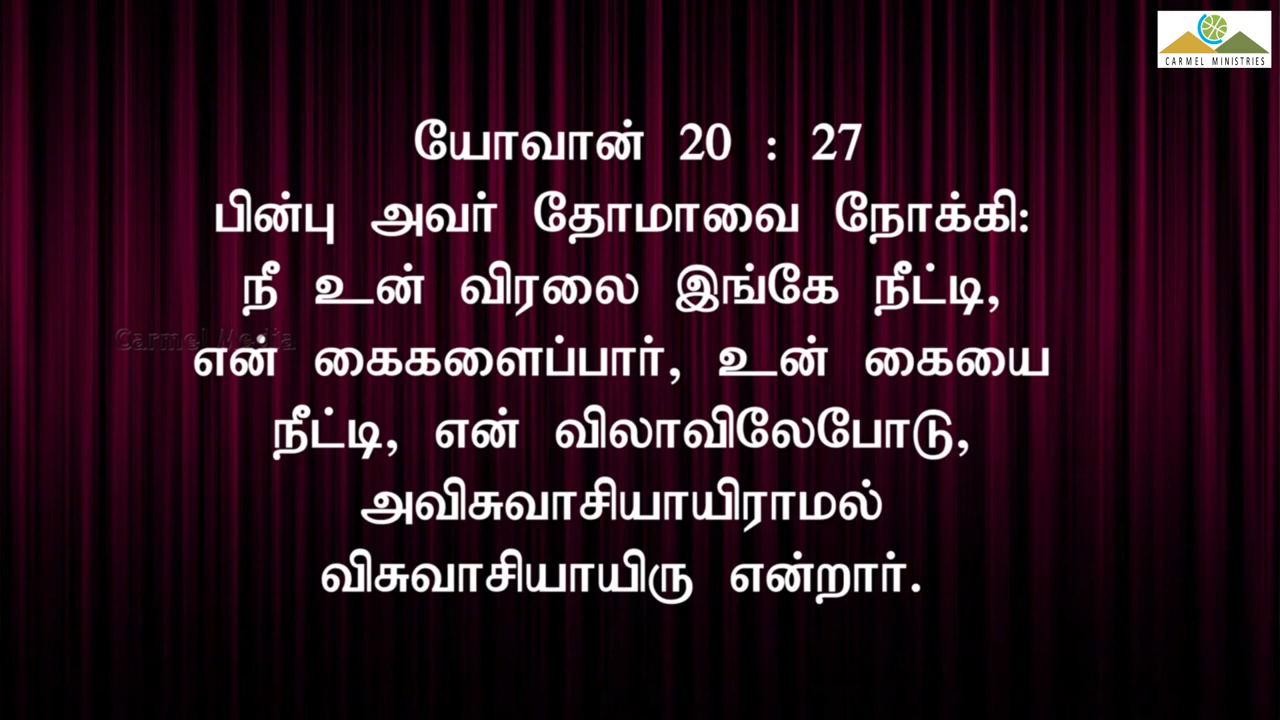 CARMEL MINISTRIES
யோவான் 20 : 27
பின்பு அவர் தோமாவை நோக்கி:
நீ உன் விரலை இங்கே நீட்டி,
Carmel Media
என் கைகளைப்பார், உன் கையை
நீட்டி, என் விலாவிலேபோடு,
அவிசுவாசியாயிராமல்
விசுவாசியாயிரு என்றார்.